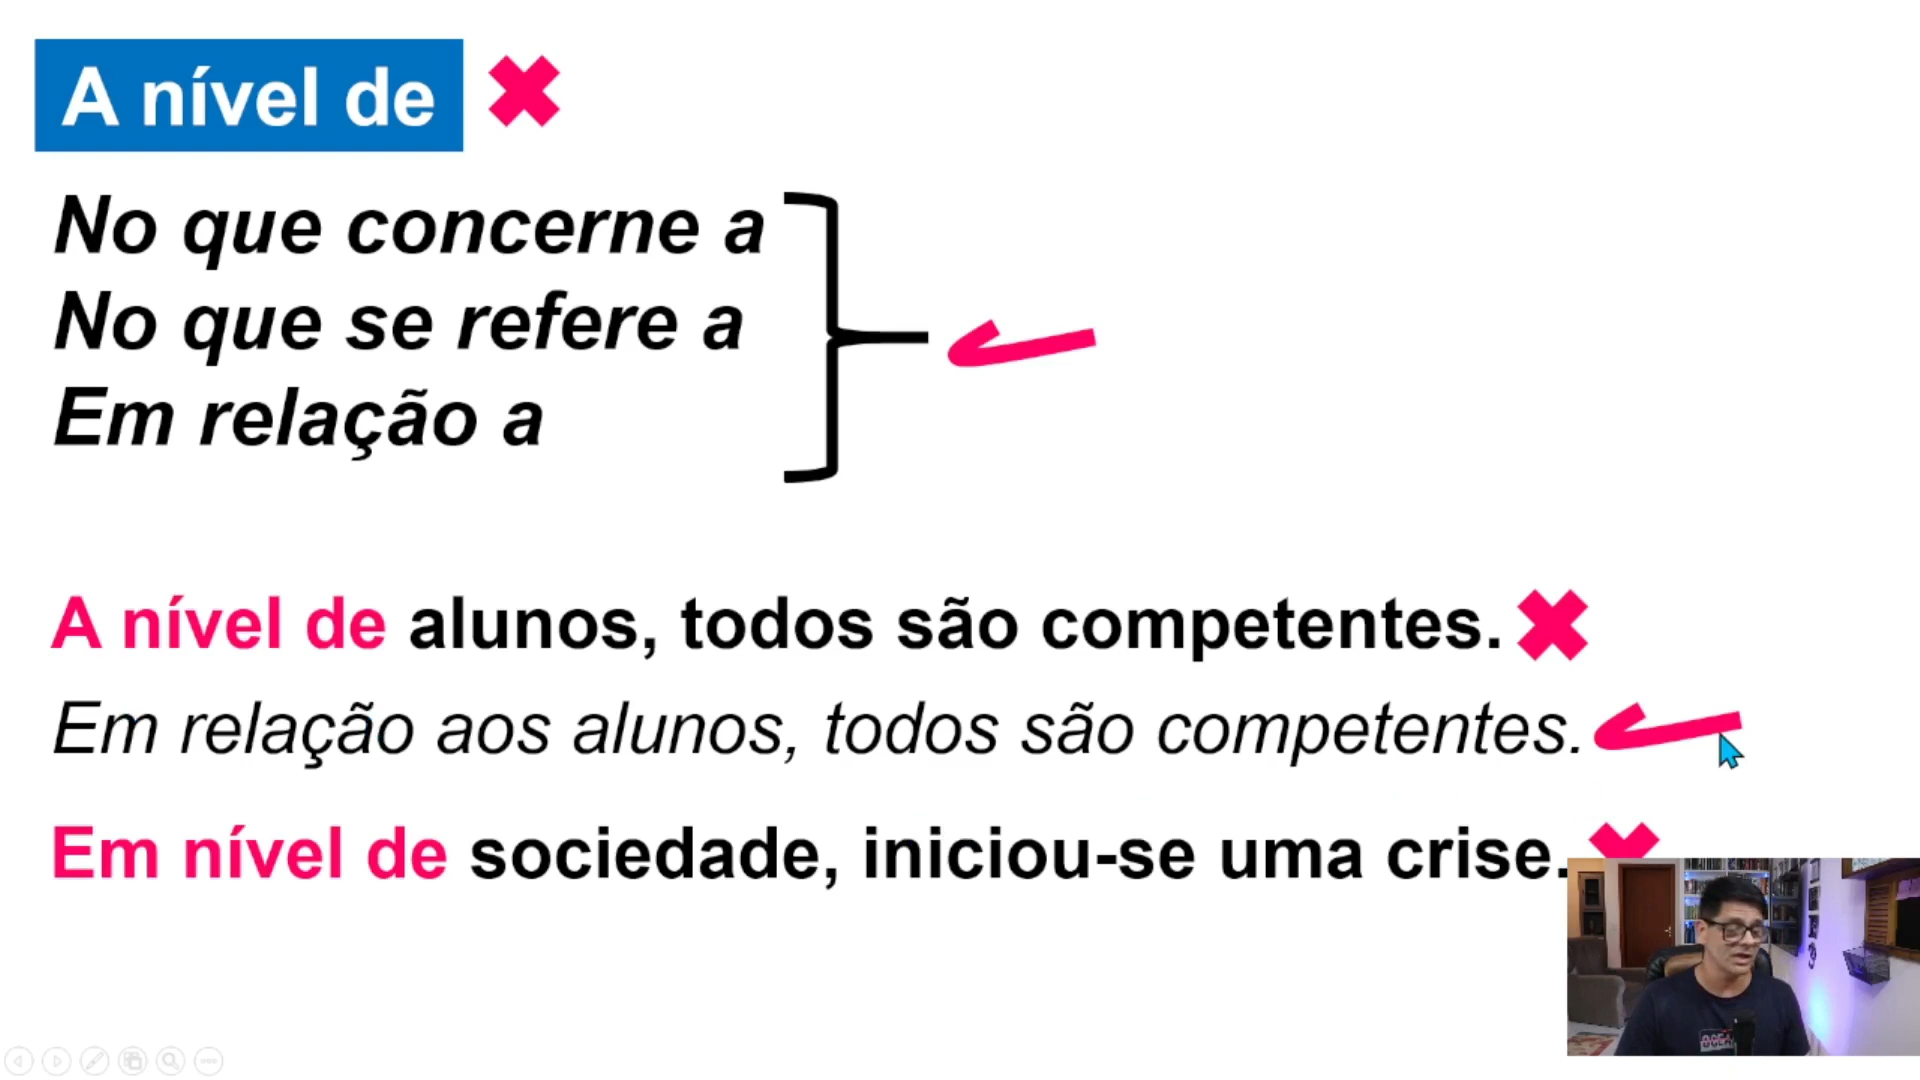 A nível de
No que concerne a
No que se refere a
Em relação a
A nível de alunos, todos são competentes.
Em relação aos alunos, todos são competentes.
Em nível de sociedade, iniciou-se uma crise.